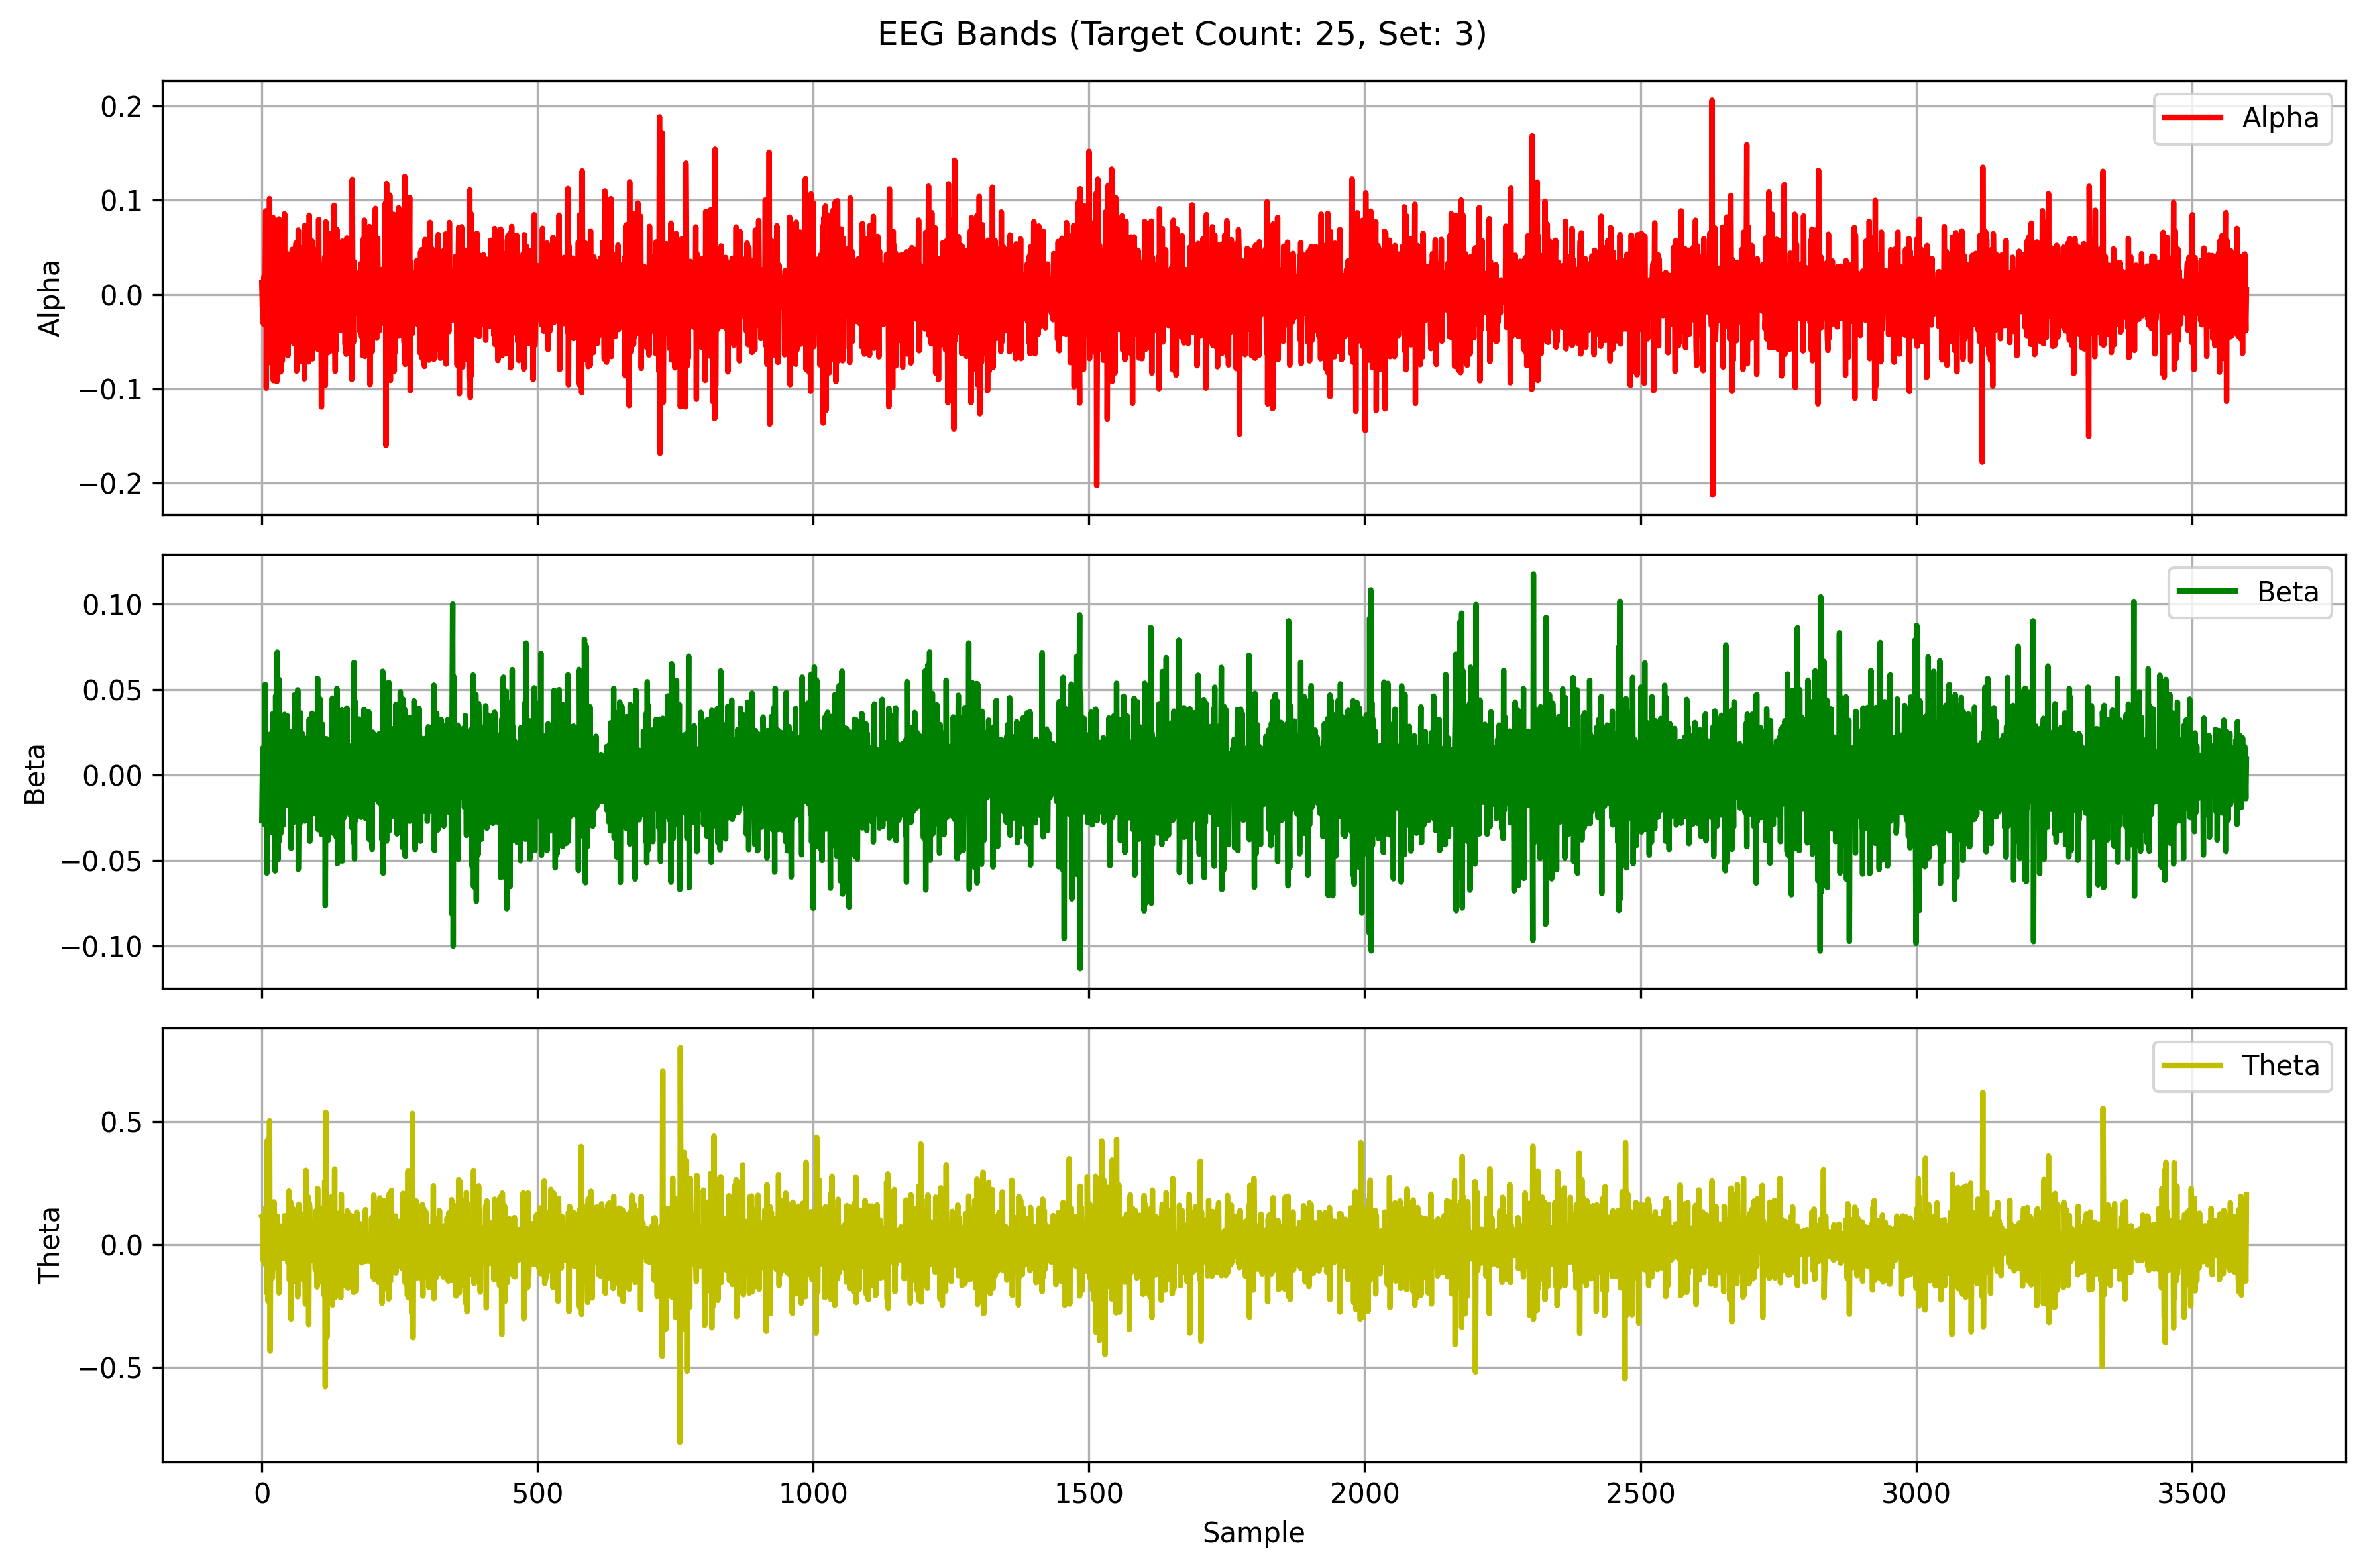 EEG Bands (Target Count: 25, Set: 3)
0.2
0.1
0.0
−0.1
−0.2
Alpha
Alpha
0.10
0.05
0.00
−0.05
−0.10
Beta
Beta
0.5
0.0
−0.5
Theta
Theta
0 500 1000 1500 2000 2500 3000 3500
Sample